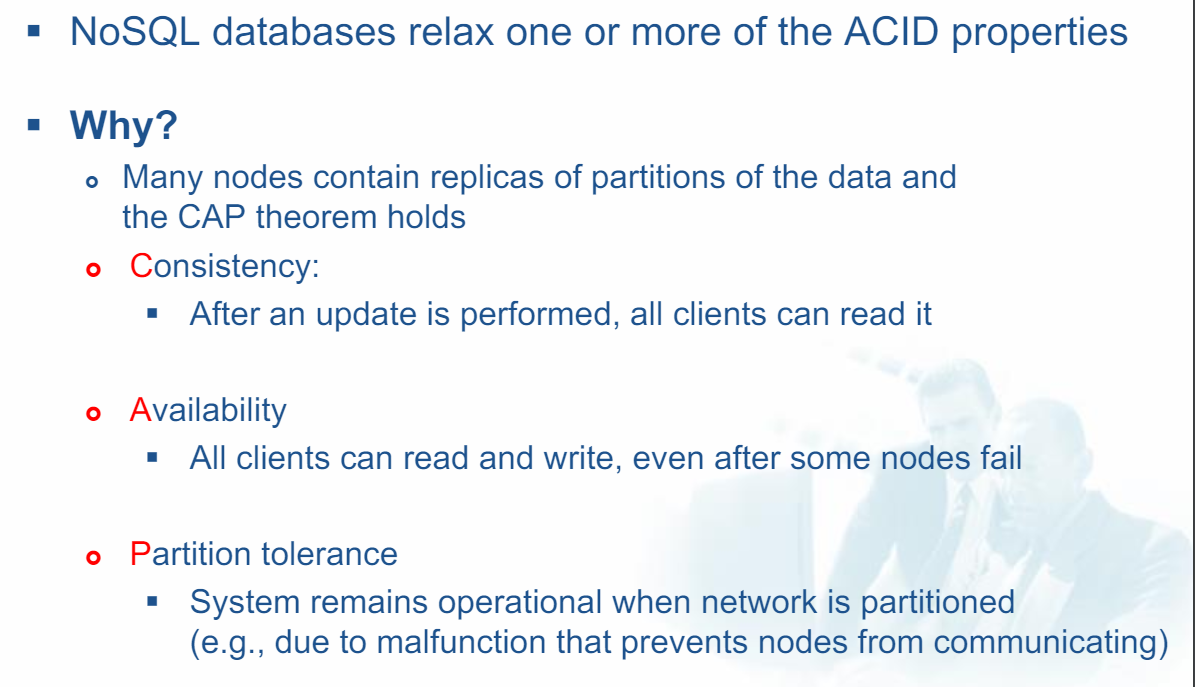 NoSQL databases relax one or more of the ACID properties
Why?
Many nodes contain replicas of partitions of the data and
the CAP theorem holds
Consistency:
After an update is performed, all clients can read it
Availability
All clients can read and write, even after some nodes fail
Partition tolerance
System remains operational when network is partitioned
(e.g., due to malfunction that prevents nodes from communicating)